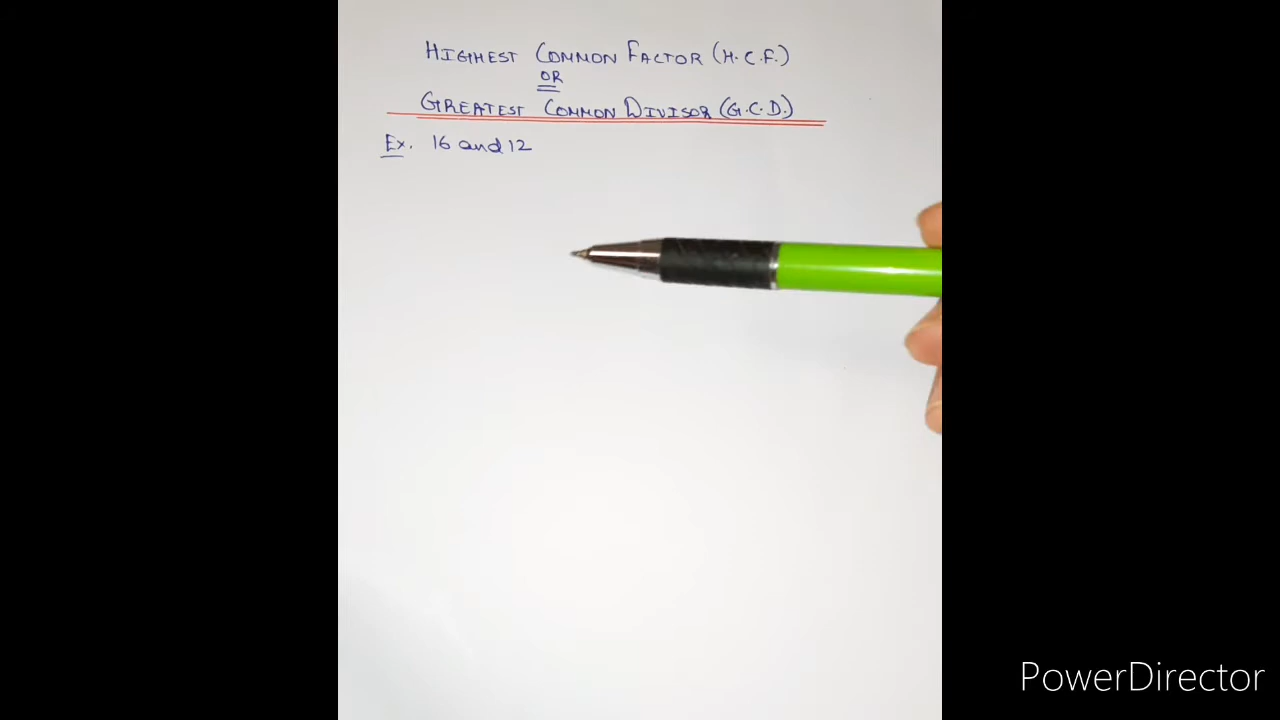 HIGHEST COMMON FACTOR (H.C.F.)
OR
GREATEST COMMON DIVISOR (G.C.D.)
Ex. 16 and 12
PowerDirector